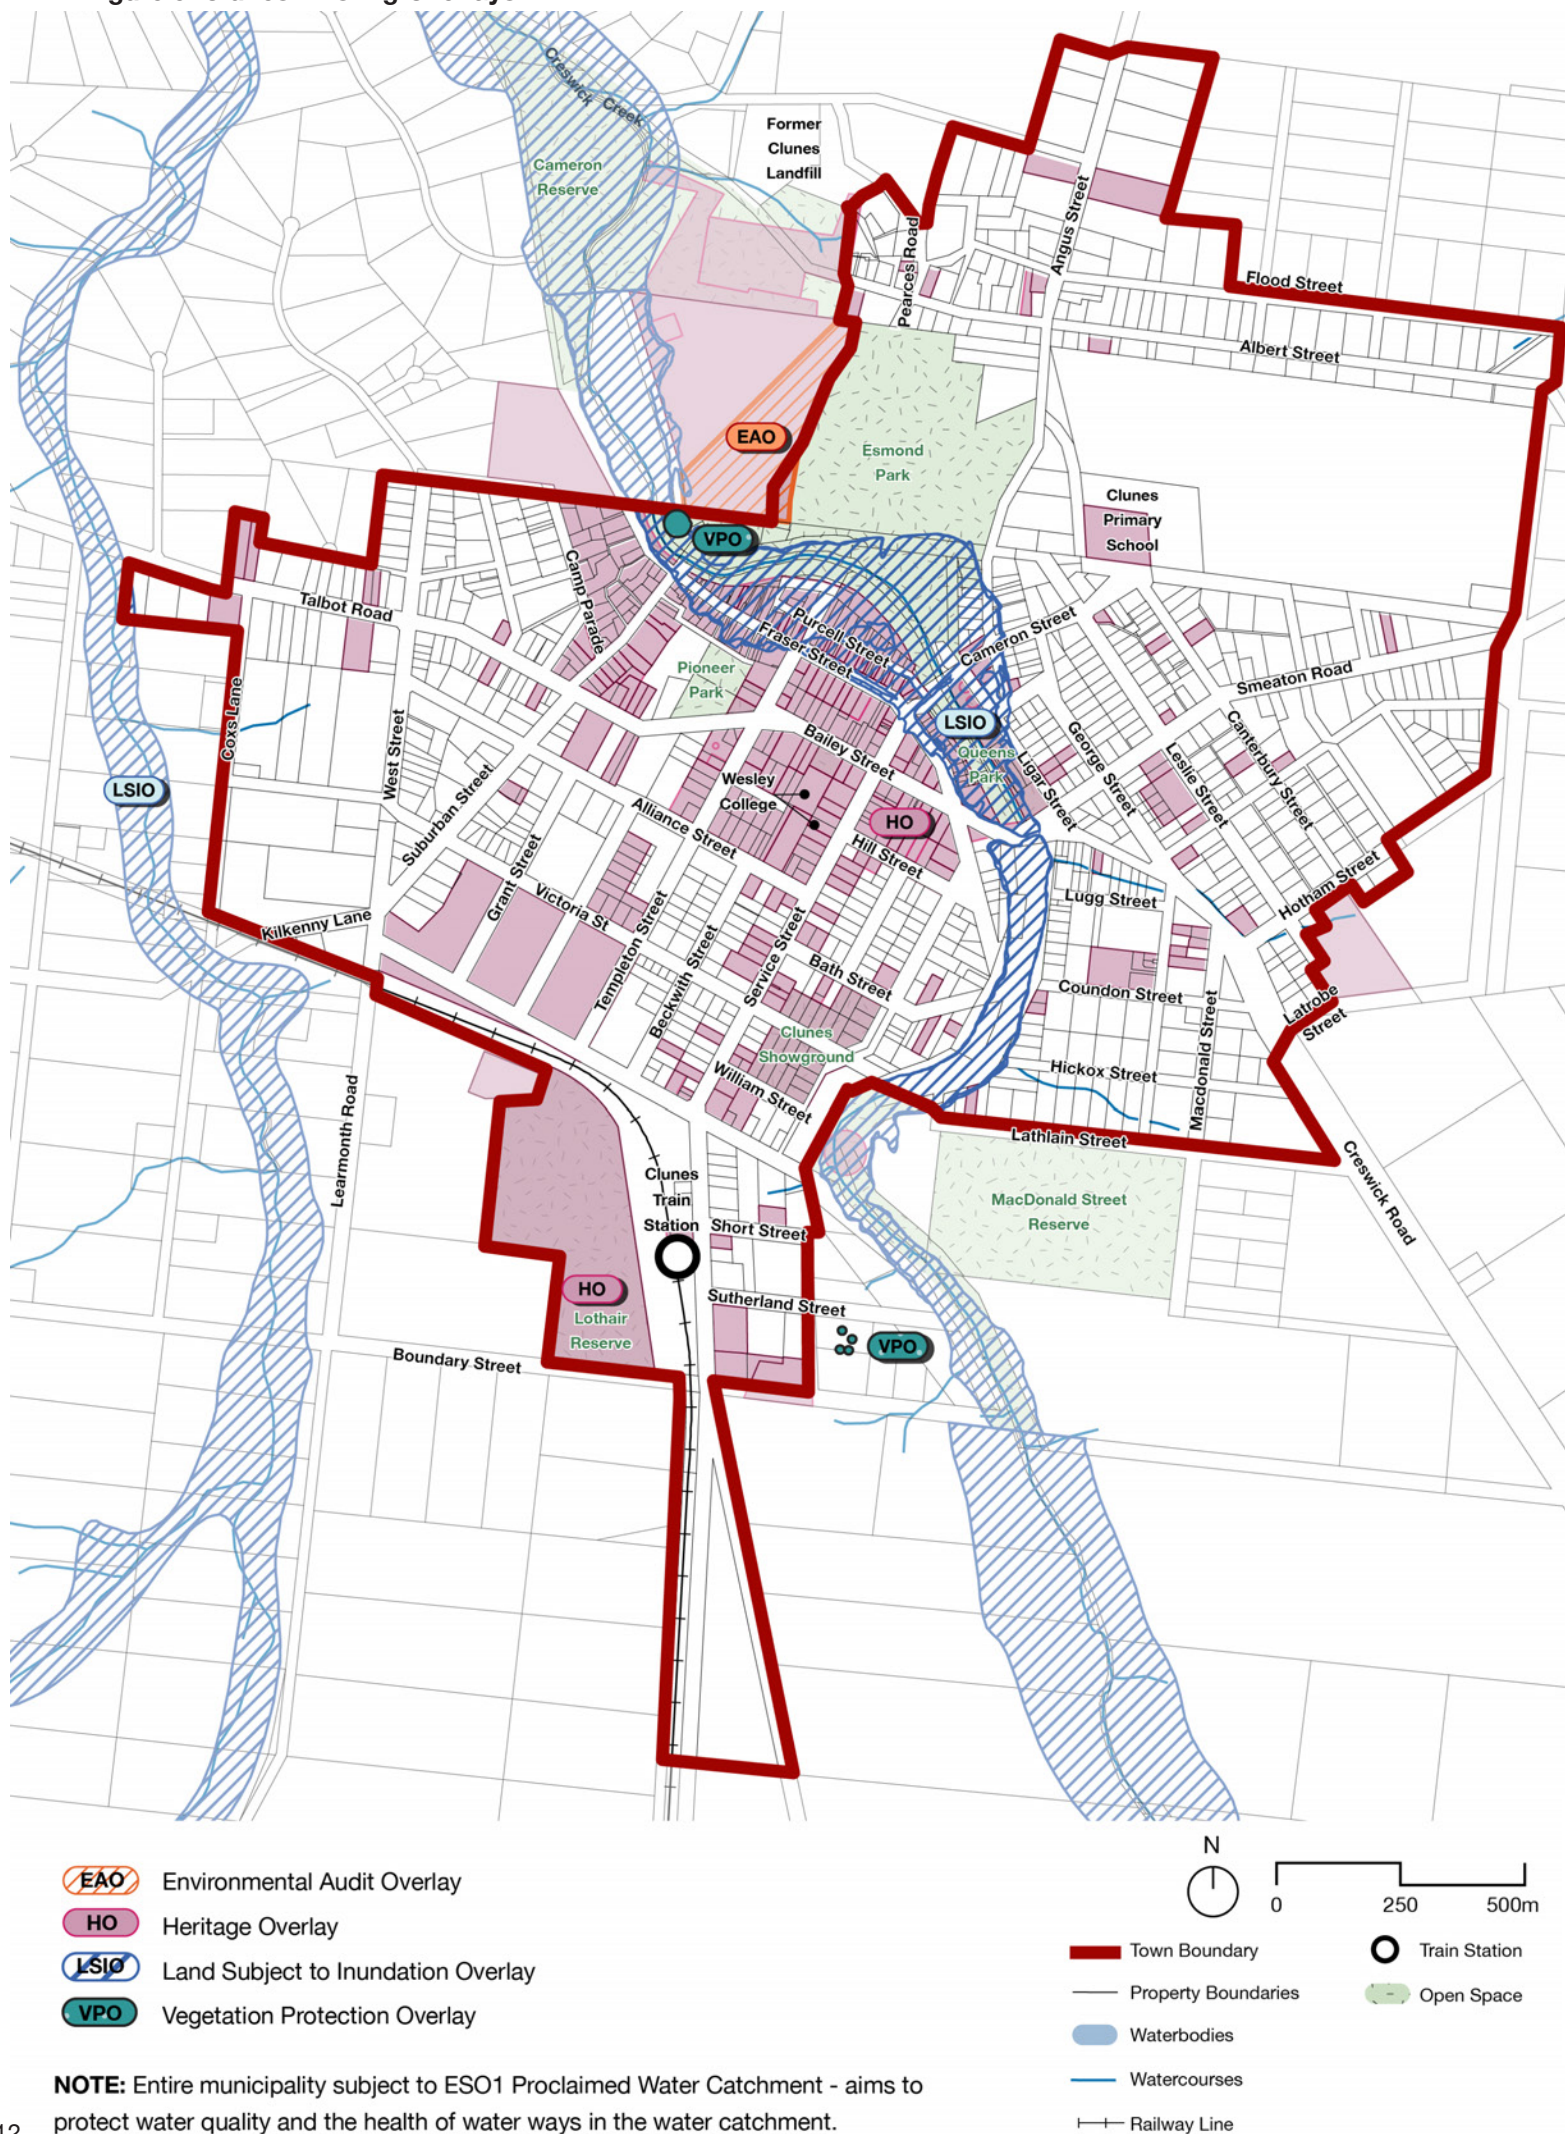 Creswick Creek
Cameron
Reserve
Former
Clunes
Landfill
Pearces Road
Angus Street
Flood Street
Albert Street
EAO
Esmond
Park
Clunes
Primary
School
VPO
Talbot Road
Camp Parade
Purcell Street
Fraser Street
Cameron Street
Pioneer
Park
Smeaton Road
Coxs Lane
West Street
LSIO
Queens
Park
Bailey Street
Wesley
College
Ligar Street
George Street
Leslie Street
Canterbury Street
LSIO
Suburban Street
Alliance Street
HO
Hill Street
Grant Street
Victoria St
Lugg Street
Hotham Street
Kilkenny Lane
Templeton Street
Beckwith Street
Service Street
Bath Street
Coundon Street
Latrobe
Street
Clunes
Showground
Macdonald Street
Hickox Street
William Street
Learmonth Road
Lathlain Street
Creswick Road
Clunes
Train
Station
MacDonald Street
Reserve
Short Street
HO
Lothair
Reserve
Sutherland Street
VPO
Boundary Street
EAO Environmental Audit Overlay
HO Heritage Overlay
LSIO Land Subject to Inundation Overlay
VPO Vegetation Protection Overlay
NOTE: Entire municipality subject to ESO1 Proclaimed Water Catchment - aims to
protect water quality and the health of water ways in the water catchment.
N
0 250 500m
Town Boundary
Property Boundaries
Waterbodies
Watercourses
Railway Line
Train Station
Open Space